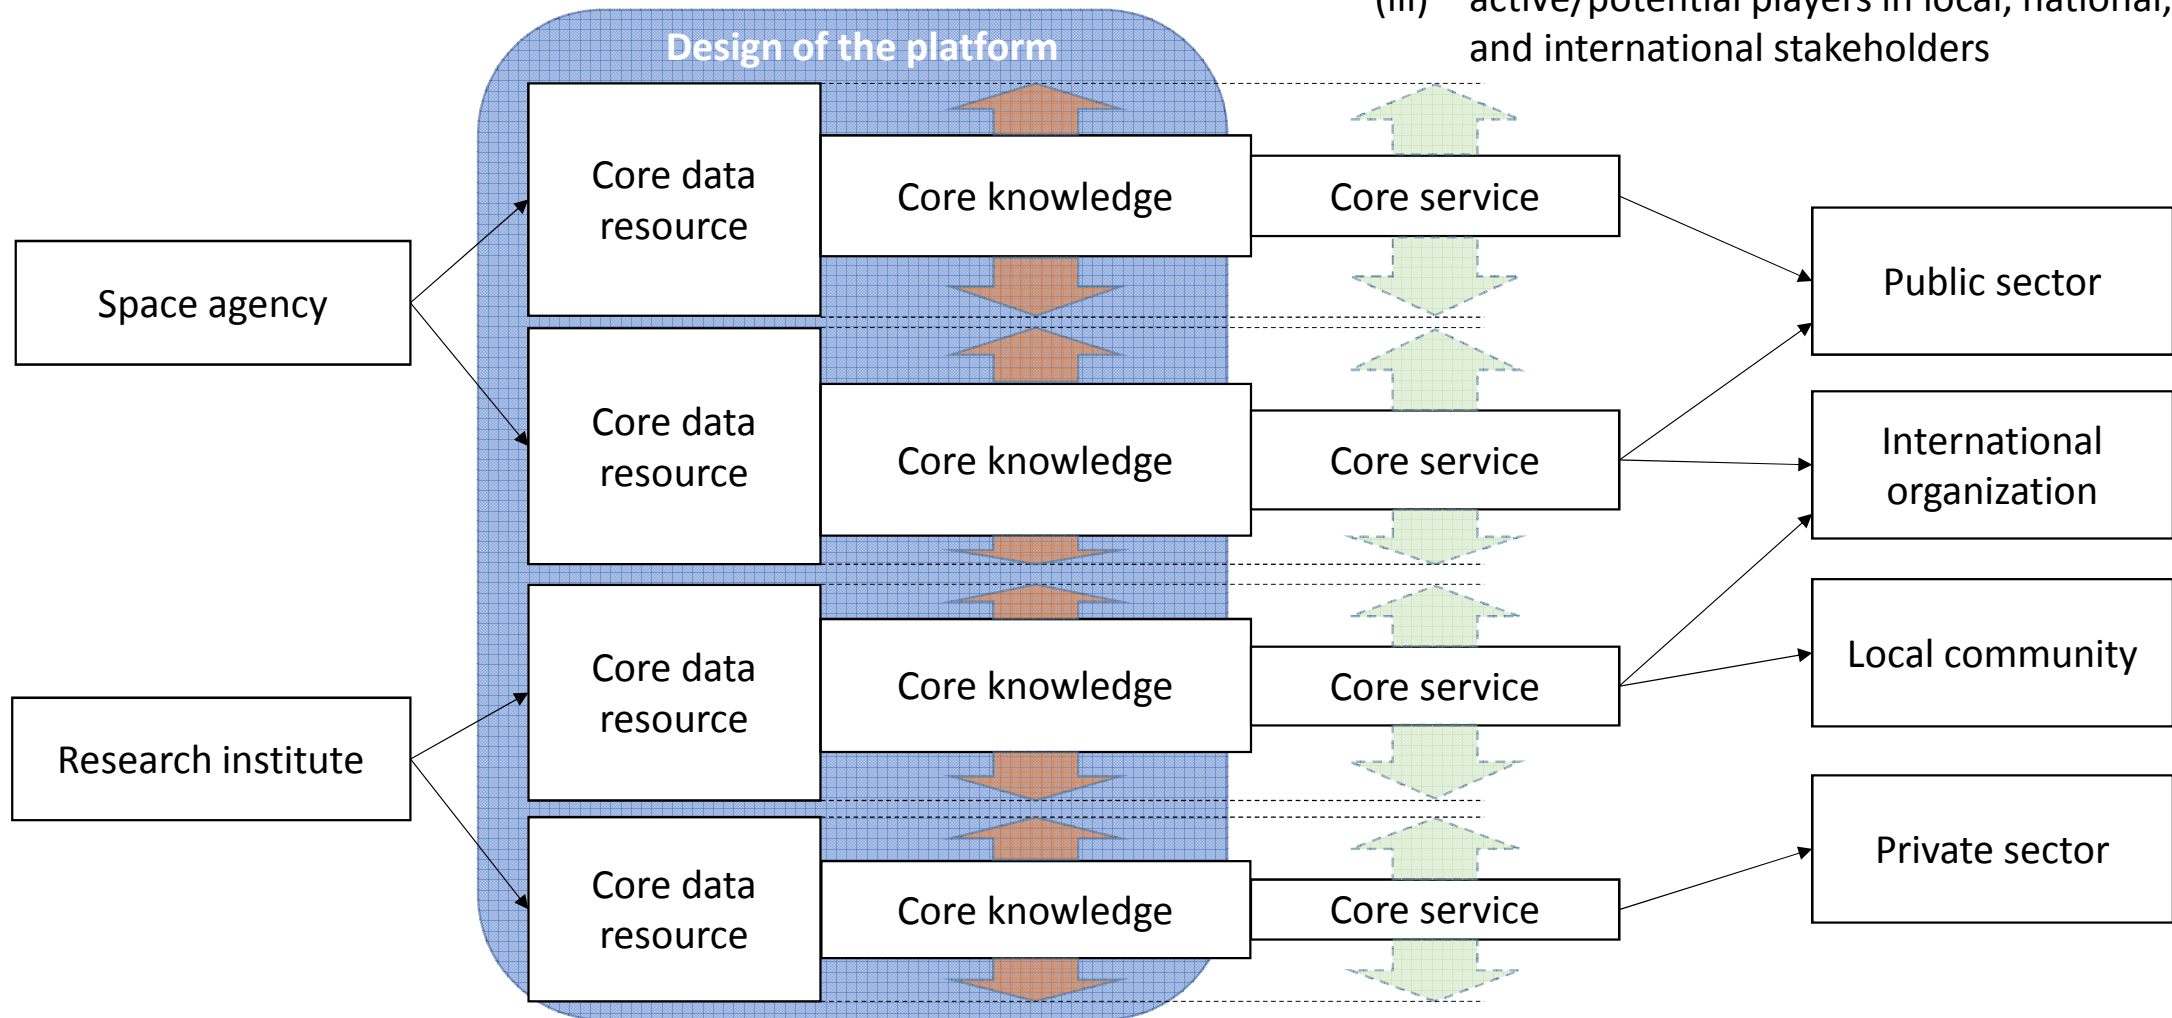 (iii) active/potential players in local, national,
and international stakeholders
Design of the platform
Core data
resource
Core knowledge
Core service
Space agency
Public sector
Core data
resource
Core knowledge
Core service
International
organization
Core data
resource
Core knowledge
Core service
Local community
Research institute
Core data
resource
Core knowledge
Core service
Private sector